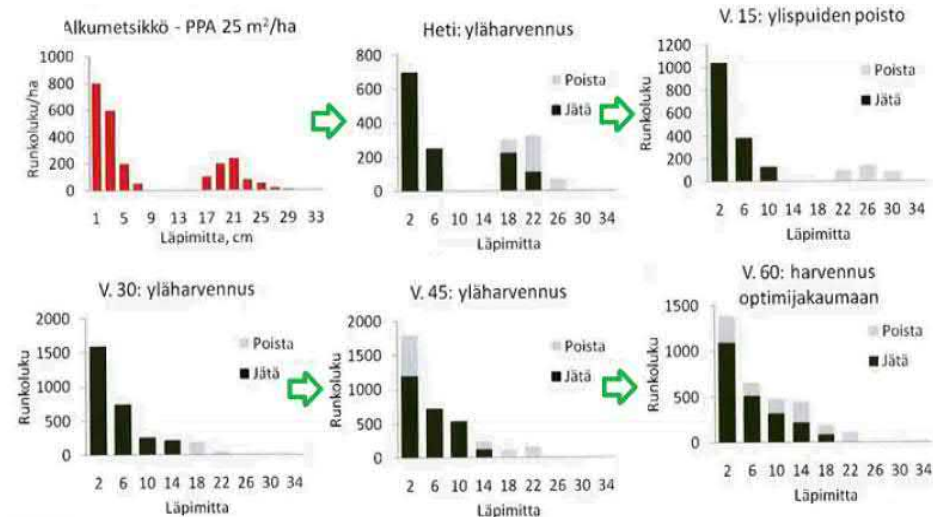 Alkumetsikkö - PPA 25 m²/ha
Runkoluku/ha
1000
800
600
400
200
0
1 5 9 13 17 21 25 29 33
Läpimitta, cm
Heti: yläharvennus
800
600
400
200
0
Poista
Jätä
2 6 10 14 18 22 26 30 34
Läpimitta
V. 15: ylispuiden poisto
Runkoluku
1200
1000
800
600
400
200
0
Poista
Jätä
2 6 10 14 18 22 26 30 34
Läpimitta
V. 30: yläharvennus
Runkoluku
2000
1500
1000
500
0
Poista
Jätä
2 6 10 14 18 22 26 30 34
Läpimitta
V. 45: yläharvennus
Runkoluku
2000
1500
1000
500
0
Poista
Jätä
2 6 10 14 18 22 26 30 34
Läpimitta
V. 60: harvennus
optimijakaumaan
Runkoluku
1500
1000
500
0
Poista
Jätä
2 6 10 14 18 22 26 30 34
Läpimitta